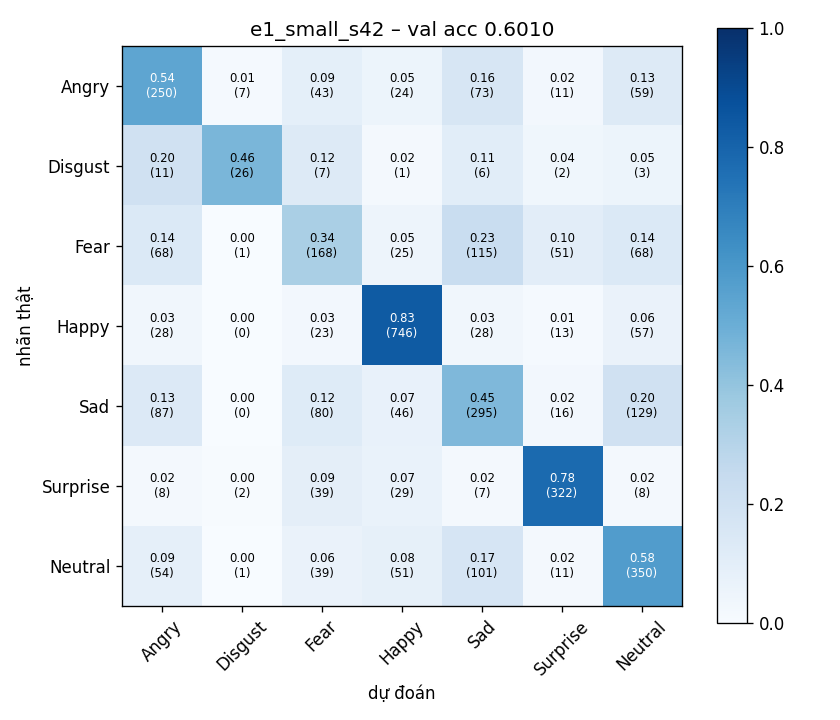 e1_small_s42 – val acc 0.6010
1.0
0.8
0.6
0.4
0.2
0.0
nhãn thật
Angry 0.54 0.01 0.09 0.05 0.16 0.02 0.13
(250) (7) (43) (24) (73) (11) (59)
Disgust 0.20 0.46 0.12 0.02 0.11 0.04 0.05
(11) (26) (7) (1) (6) (2) (3)
Fear 0.14 0.00 0.34 0.05 0.23 0.10 0.14
(68) (1) (168) (25) (115) (51) (68)
Happy 0.03 0.00 0.03 0.83 0.03 0.01 0.06
(28) (0) (23) (746) (28) (13) (57)
Sad 0.13 0.00 0.12 0.07 0.45 0.02 0.20
(87) (0) (80) (46) (295) (16) (129)
Surprise 0.02 0.00 0.09 0.07 0.02 0.78 0.02
(8) (2) (39) (29) (7) (322) (8)
Neutral 0.09 0.00 0.06 0.08 0.17 0.02 0.58
(54) (1) (39) (51) (101) (11) (350)
Angry Disgust Fear Happy Sad Surprise Neutral
dự đoán